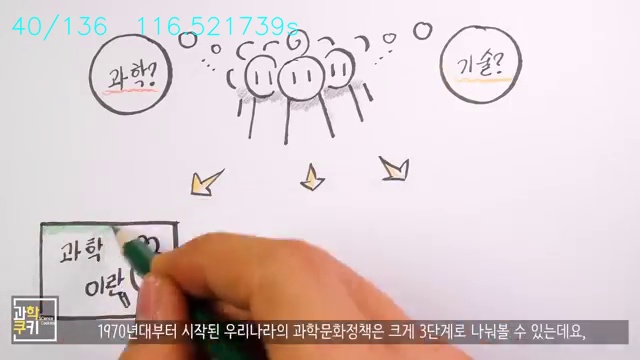 40/136 116.521739s
과학?
기술?
과학
이란
과학
쿠키
1970년대부터 시작된 우리나라의 과학문화정책은 크게 3단계로 나눠볼 수 있는데요,